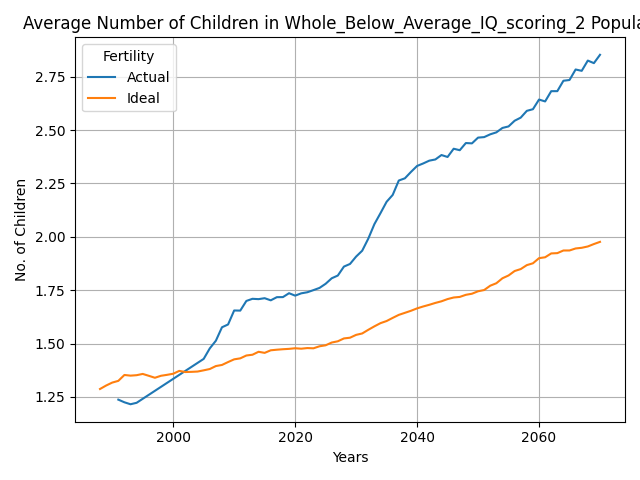 Average Number of Children in Whole_Below_Average_IQ_scoring_2 Popula
Fertility
Actual
Ideal
2.75
2.50
2.25
2.00
1.75
1.50
1.25
No. of Children
2000 2020 2040 2060
Years